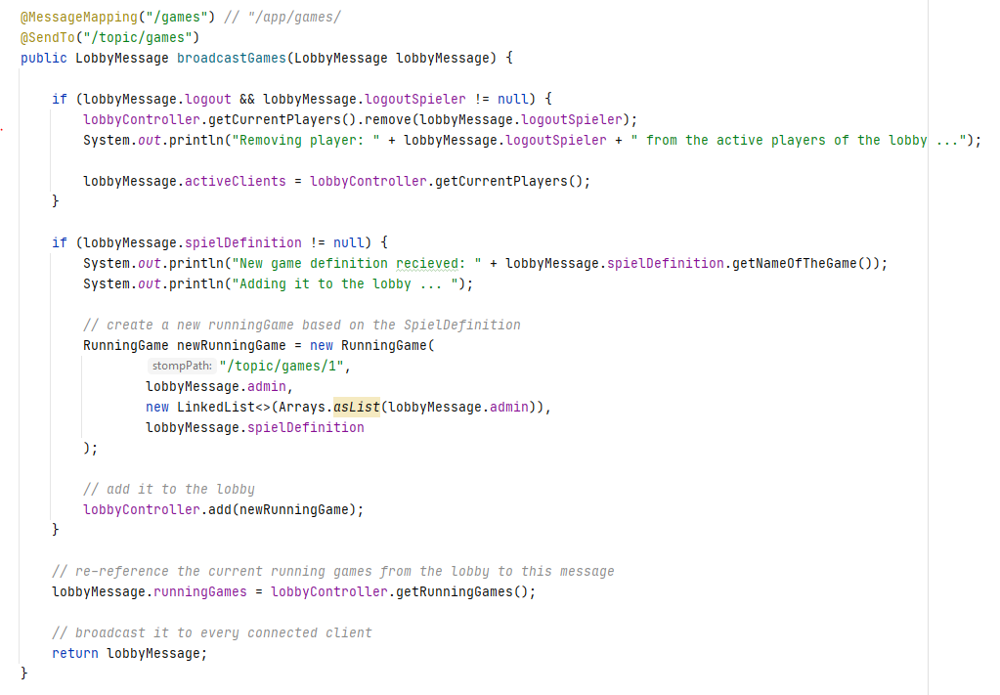 @MessageMapping("/games") // "/app/games/
@SendTo("/topic/games")
public LobbyMessage broadcastGames(LobbyMessage lobbyMessage) {
if (lobbyMessage.logout && lobbyMessage.logoutSpieler != null) {
lobbyController.getCurrentPlayers().remove(lobbyMessage.logoutSpieler);
System.out.println("Removing player: " + lobbyMessage.logoutSpieler + " from the active players of the lobby ...");
lobbyMessage.activeClients = lobbyController.getCurrentPlayers();
}
if (lobbyMessage.spielDefinition != null) {
System.out.println("New game definition recieved: " + lobbyMessage.spielDefinition.getNameOfTheGame());
System.out.println("Adding it to the lobby ... ");
// create a new runningGame based on the SpielDefinition
RunningGame newRunningGame = new RunningGame(
stompPath: "/topic/games/1",
lobbyMessage.admin,
new LinkedList<>(Arrays.asList(lobbyMessage.admin)),
lobbyMessage.spielDefinition
);
// add it to the lobby
lobbyController.add(newRunningGame);
}
// re-reference the current running games from the lobby to this message
lobbyMessage.runningGames = lobbyController.getRunningGames();
// broadcast it to every connected client
return lobbyMessage;
}